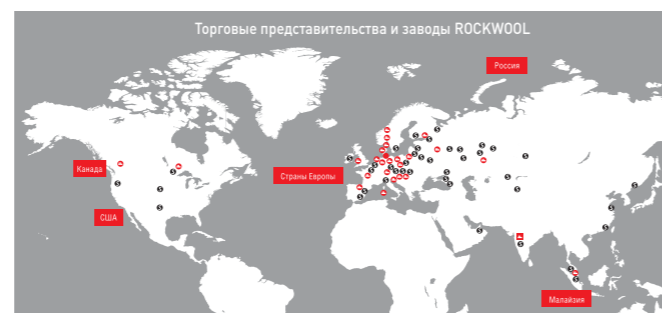 Торговые представительства и заводы ROCKWOOL
Россия
Канада
Страны Европы
США
Малайзия